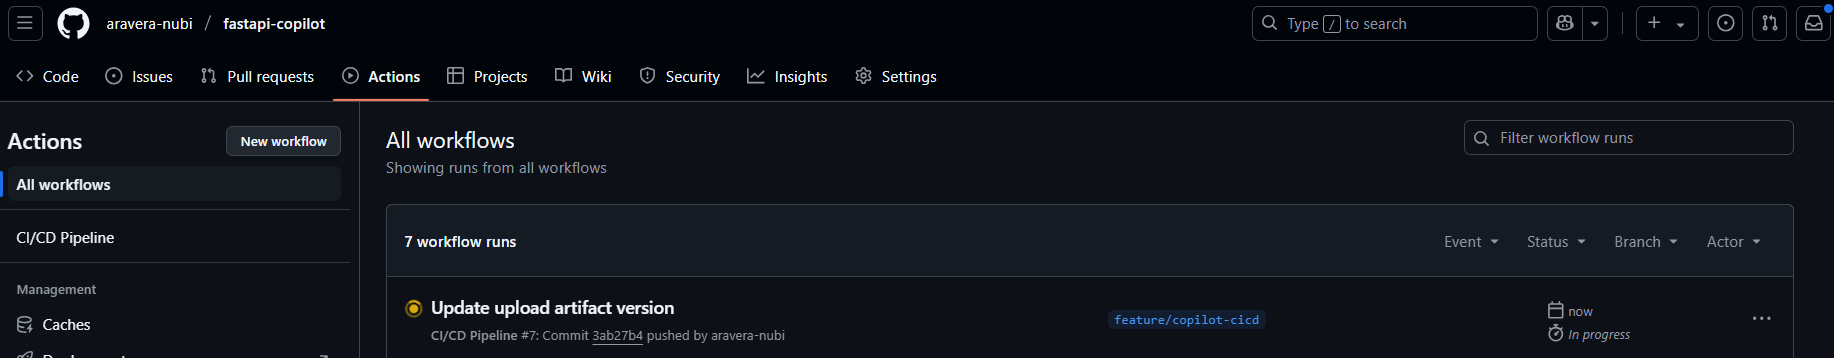 aravera-nubi / fastapi-copilot
Type / to search
Code Issues Pull requests Actions Projects Wiki Security Insights Settings
Actions
New workflow
All workflows
CI/CD Pipeline
Management
Caches
All workflows
Showing runs from all workflows
Filter workflow runs
7 workflow runs
Event Status Branch Actor
Update upload artifact version
CI/CD Pipeline #7: Commit 3ab27b4 pushed by aravera-nubi
feature/copilot-cicd
now
In progress